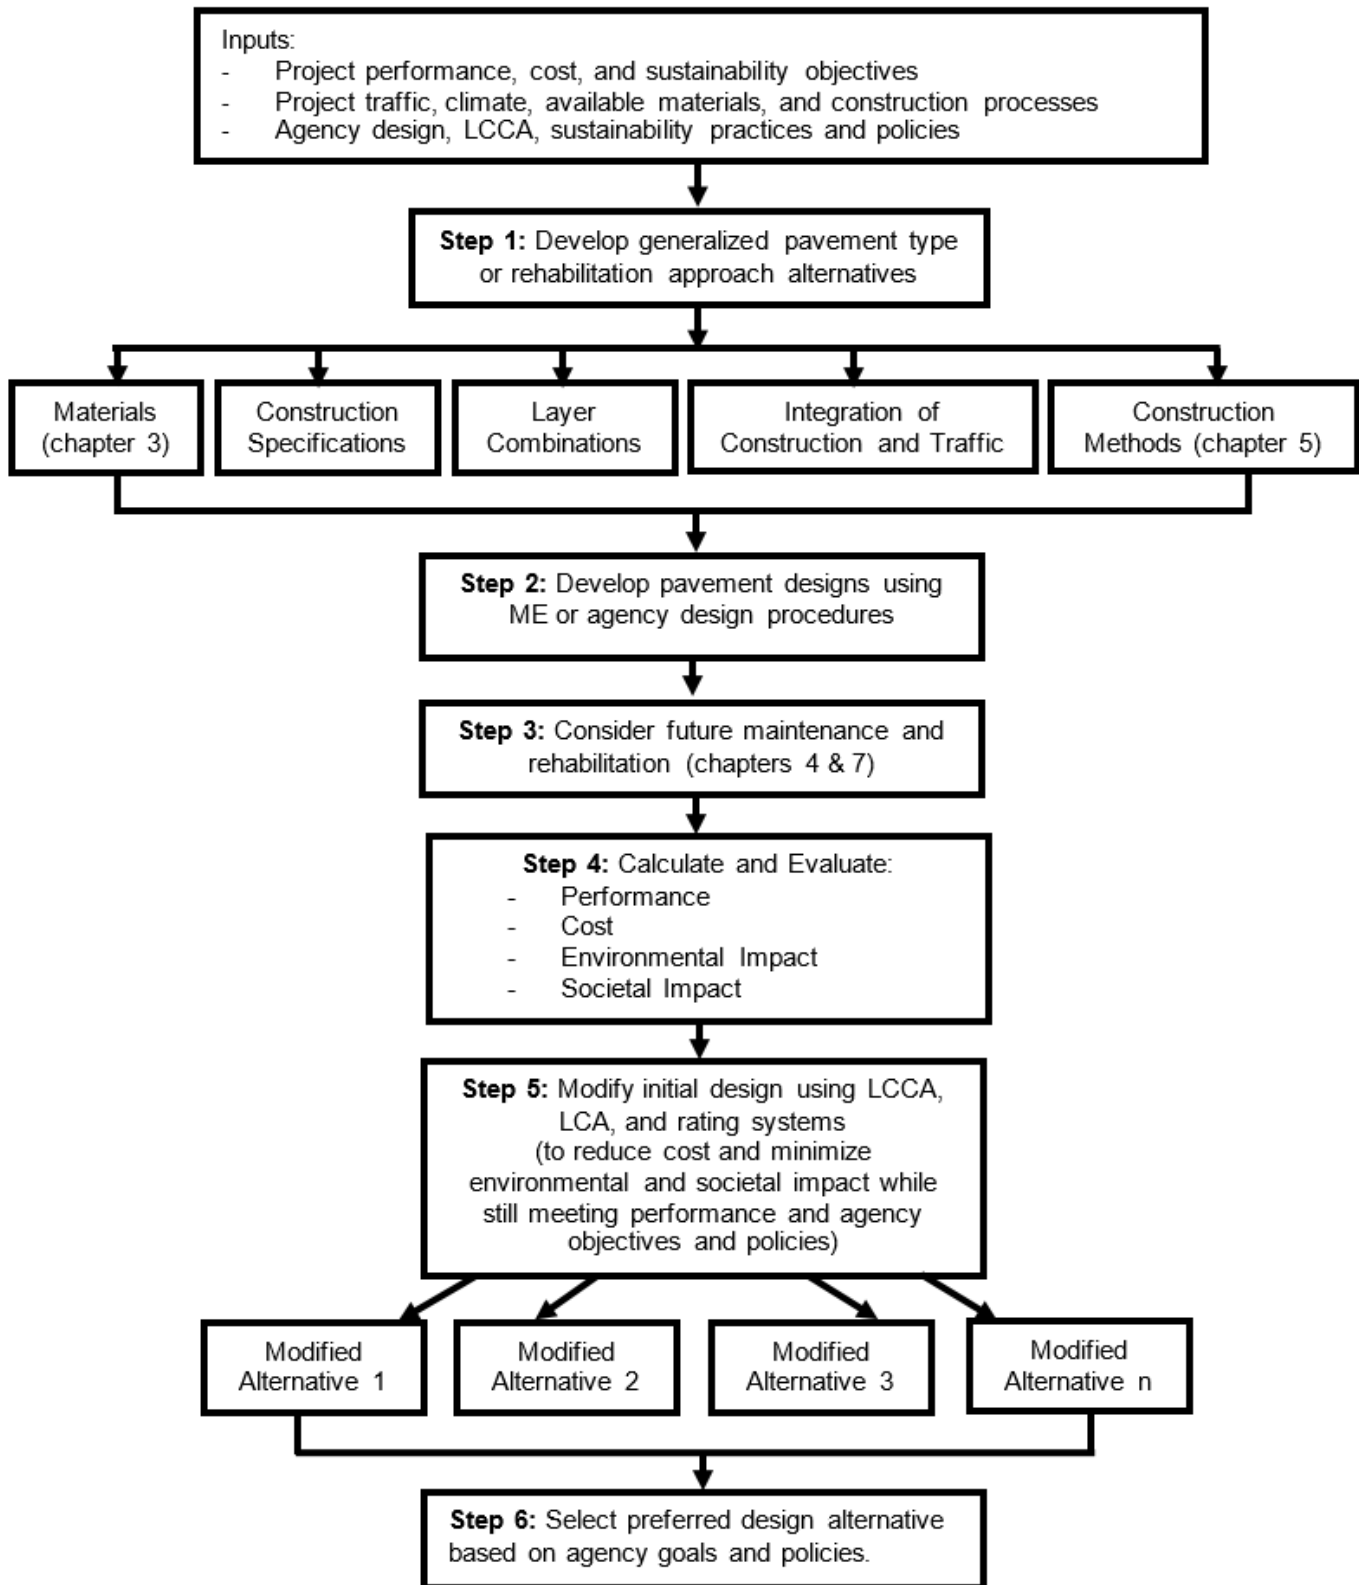 Inputs:
- Project performance, cost, and sustainability objectives
- Project traffic, climate, available materials, and construction processes
- Agency design, LCCA, sustainability practices and policies
Step 1: Develop generalized pavement type
or rehabilitation approach alternatives
Materials
(chapter 3)
Construction
Specifications
Layer
Combinations
Integration of
Construction and Traffic
Construction
Methods (chapter 5)
Step 2: Develop pavement designs using
ME or agency design procedures
Step 3: Consider future maintenance and
rehabilitation (chapters 4 & 7)
Step 4: Calculate and Evaluate:
- Performance
- Cost
- Environmental Impact
- Societal Impact
Step 5: Modify initial design using LCCA,
LCA, and rating systems
(to reduce cost and minimize
environmental and societal impact while
still meeting performance and agency
objectives and policies)
Modified
Alternative 1
Modified
Alternative 2
Modified
Alternative 3
Modified
Alternative n
Step 6: Select preferred design alternative
based on agency goals and policies.